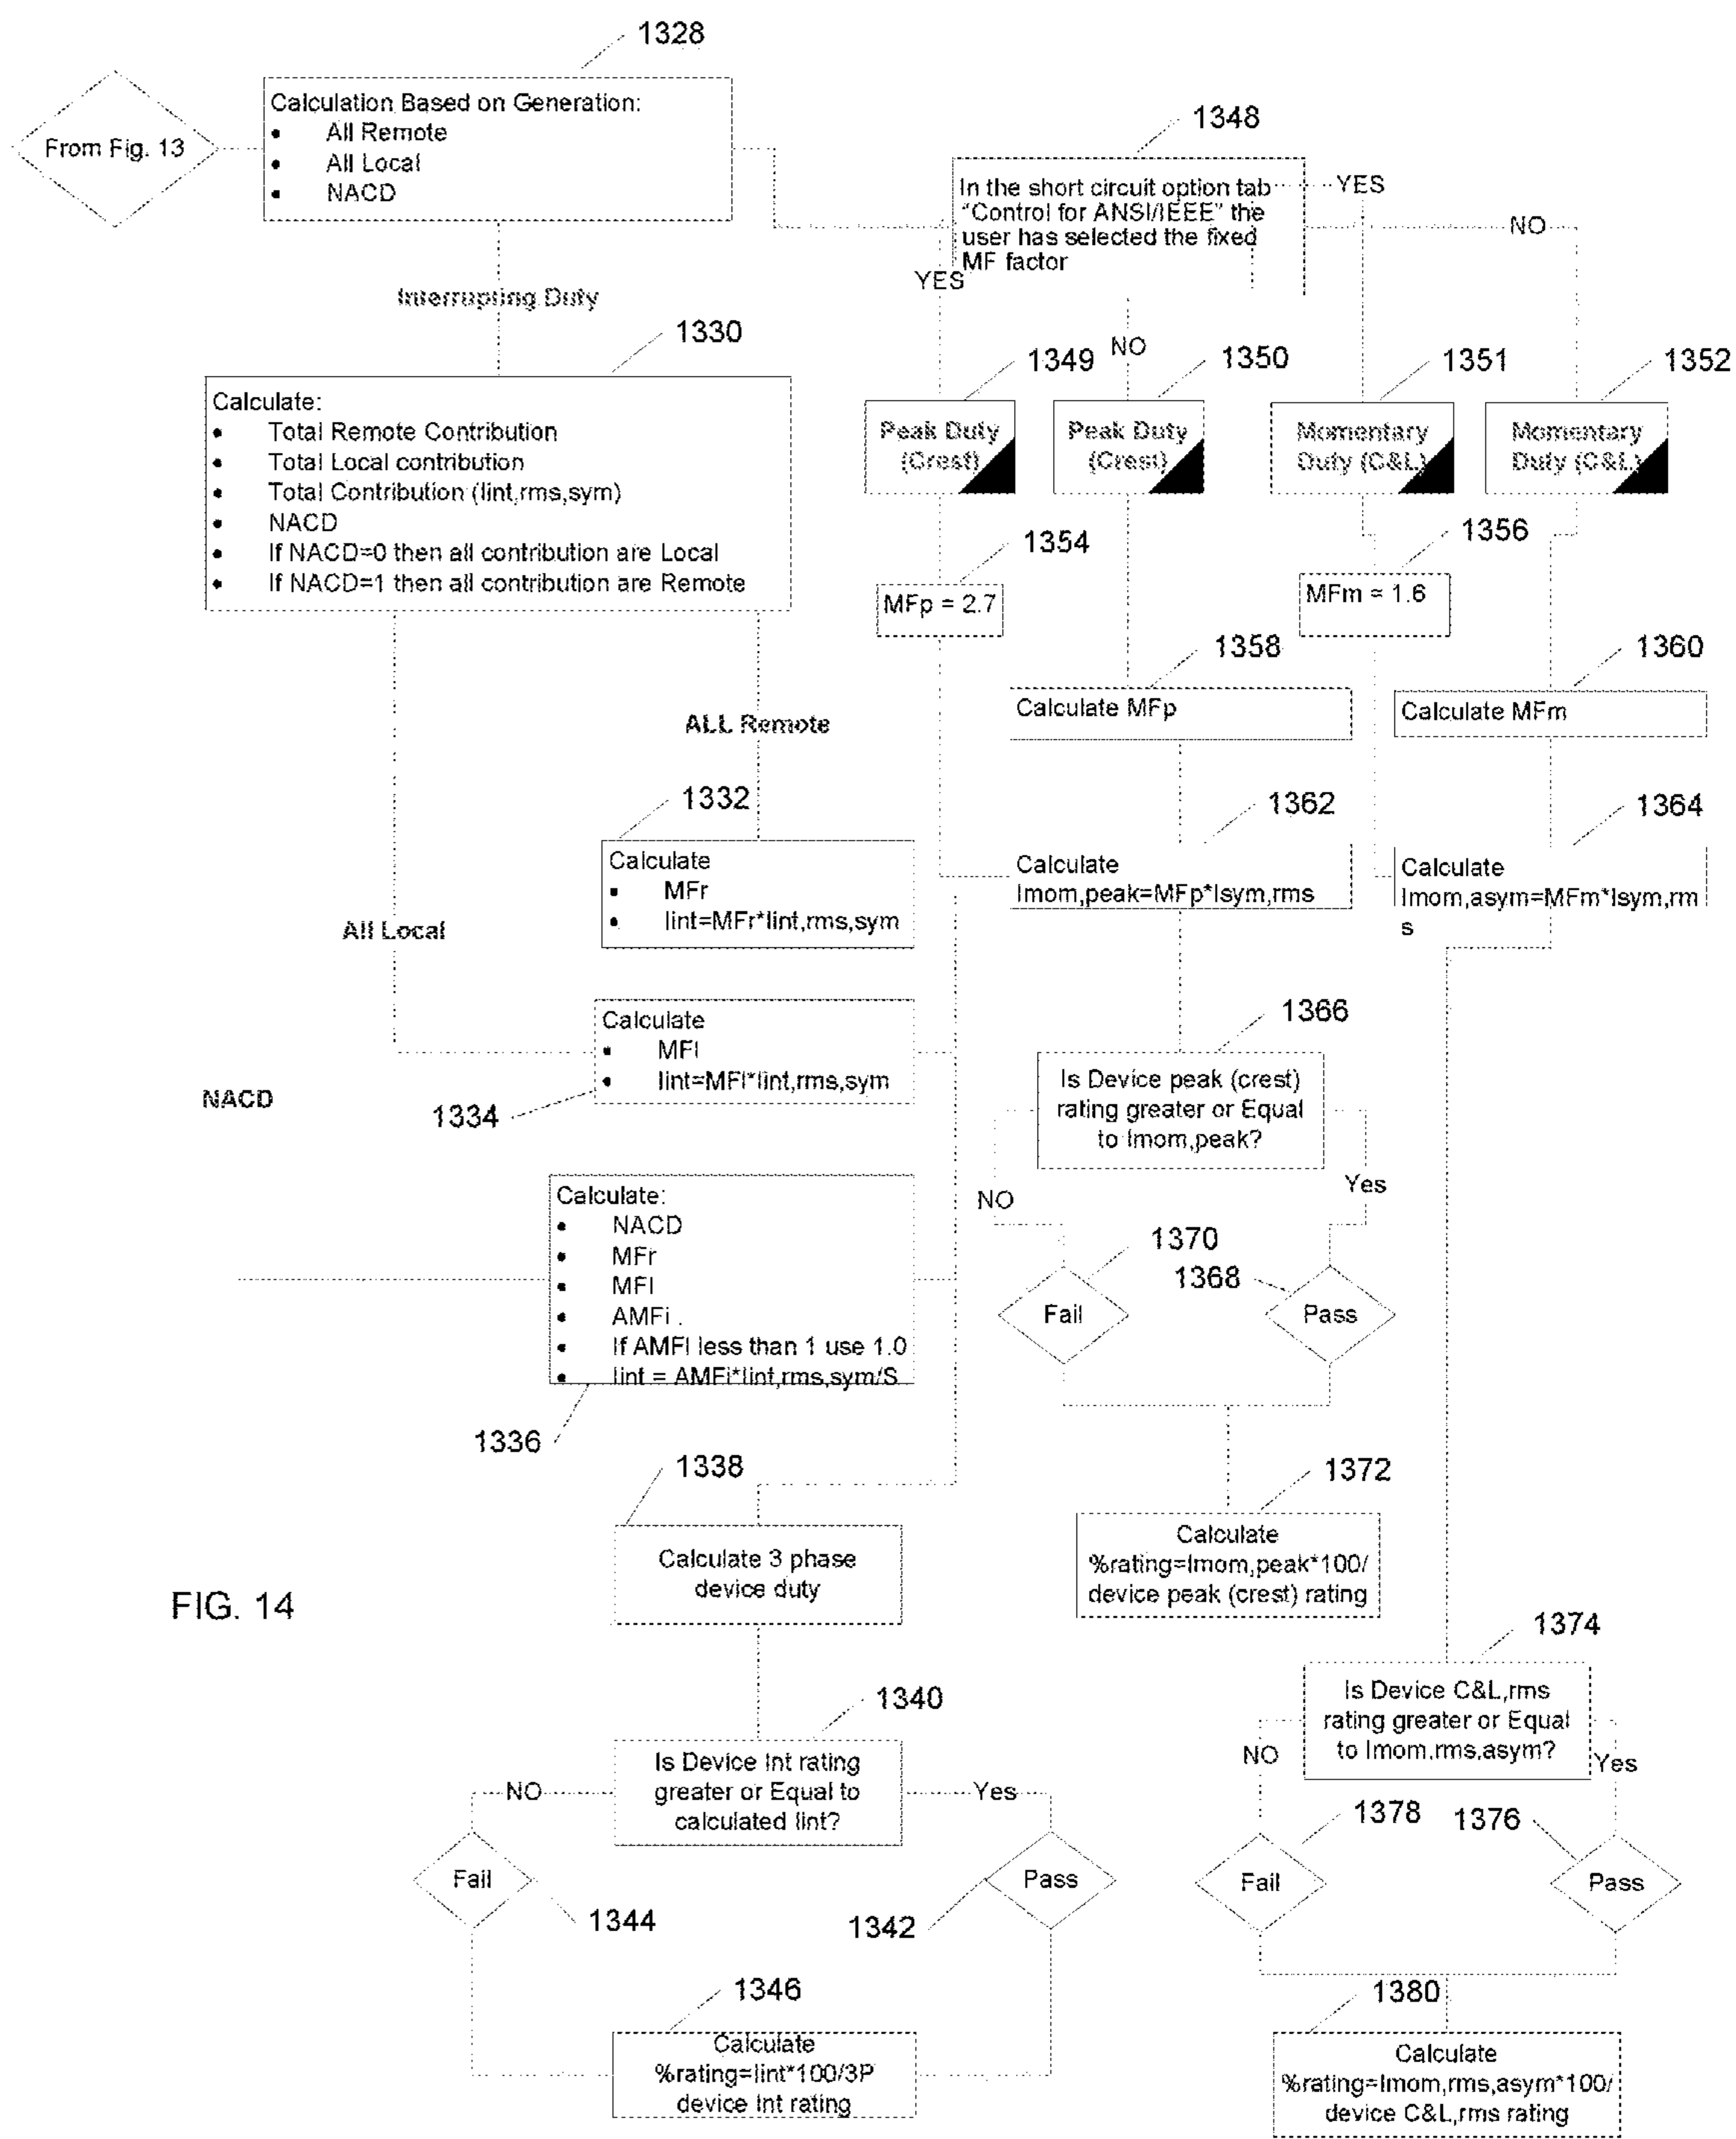 1328
From Fig. 13
Calculation Based on Generation:
• All Remote
• All Local
• NACD
1348
In the short circuit option tab
"Control for ANSI/IEEE" the
user has selected the fixed
MF factor
YES
NO
YES
NO
Interrupting Duty
1330
Calculate:
• Total Remote Contribution
• Total Local contribution
• Total Contribution (Iint,rms,sym)
• NACD
• If NACD=0 then all contribution are Local
• If NACD=1 then all contribution are Remote
1349
Peak Duty
(Crest)
1350
Peak Duty
(Crest)
1351
Momentary
Duty (C&L)
1352
Momentary
Duty (C&L)
1354
MFp = 2.7
1356
MFm = 1.6
1358
Calculate MFp
1360
Calculate MFm
ALL Remote
1332
Calculate
• MFr
• Iint=MFr*Iint,rms,sym
1362
Calculate
Imom,peak=MFp*Isym,rms
1364
Calculate
Imom,asym=MFm*Isym,rm
s
All Local
Calculate
• MFl
• Iint=MFl*Iint,rms,sym
1334
NACD
1366
Is Device peak (crest)
rating greater or Equal
to Imom,peak?
NO
Yes
Calculate:
• NACD
• MFr
• MFl
• AMFi .
• If AMFI less than 1 use 1.0
• Iint = AMFi*Iint,rms,sym/S
1336
1370
1368
Fail
Pass
1338
Calculate 3 phase
device duty
1372
Calculate
%rating=Imom,peak*100/
device peak (crest) rating
FIG. 14
1340
Is Device Int rating
greater or Equal to
calculated Iint?
NO
Yes
1374
Is Device C&L,rms
rating greater or Equal
to Imom,rms,asym?
NO
Yes
Fail
Pass
1344
1342
1378
1376
Fail
Pass
1346
Calculate
%rating=Iint*100/3P
device Int rating
1380
Calculate
%rating=Imom,rms,asym*100/
device C&L,rms rating